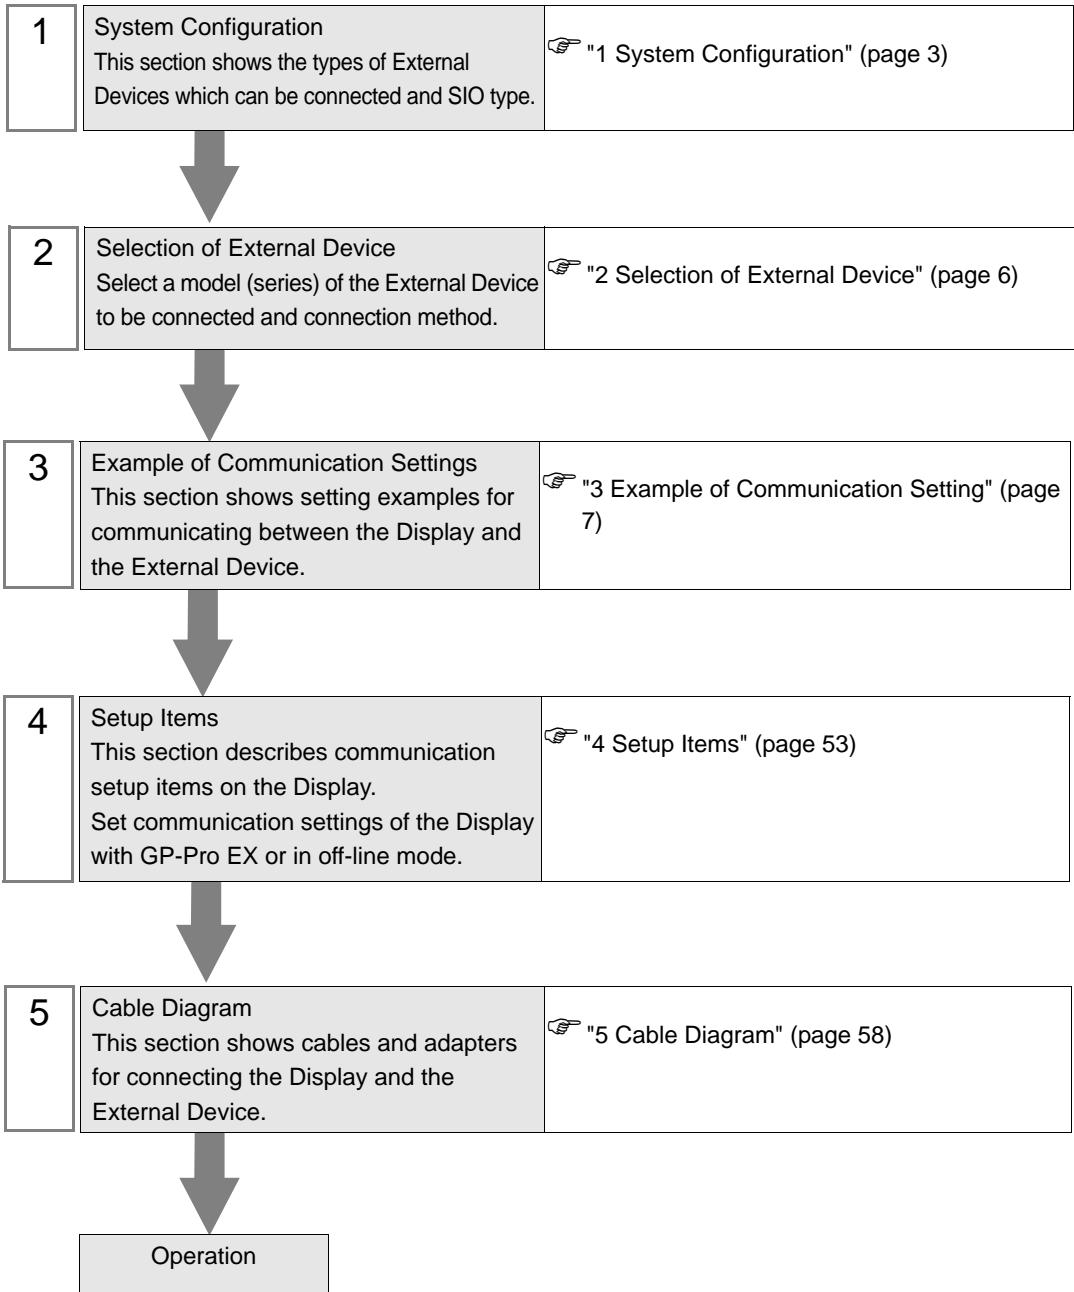 1
System Configuration
This section shows the types of External
Devices which can be connected and SIO type.
"1 System Configuration" (page 3)
2
Selection of External Device
Select a model (series) of the External Device
to be connected and connection method.
"2 Selection of External Device" (page 6)
3
Example of Communication Settings
This section shows setting examples for
communicating between the Display and
the External Device.
"3 Example of Communication Setting" (page
7)
4
Setup Items
This section describes communication
setup items on the Display.
Set communication settings of the Display
with GP-Pro EX or in off-line mode.
"4 Setup Items" (page 53)
5
Cable Diagram
This section shows cables and adapters
for connecting the Display and the
External Device.
"5 Cable Diagram" (page 58)
Operation